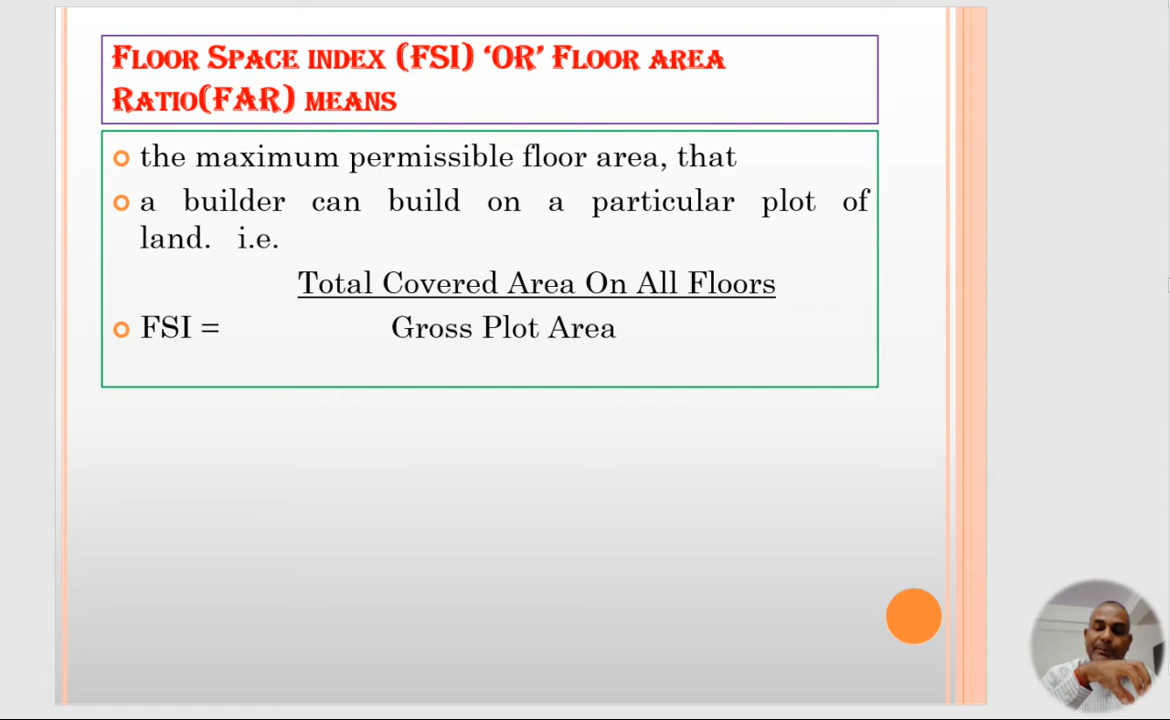 FLOOR SPACE INDEX (FSI) ‘OR’ FLOOR AREA
RATIO(FAR) MEANS
the maximum permissible floor area, that
a builder can build on a particular plot of
land. i.e.
Total Covered Area On All Floors
FSI = Gross Plot Area